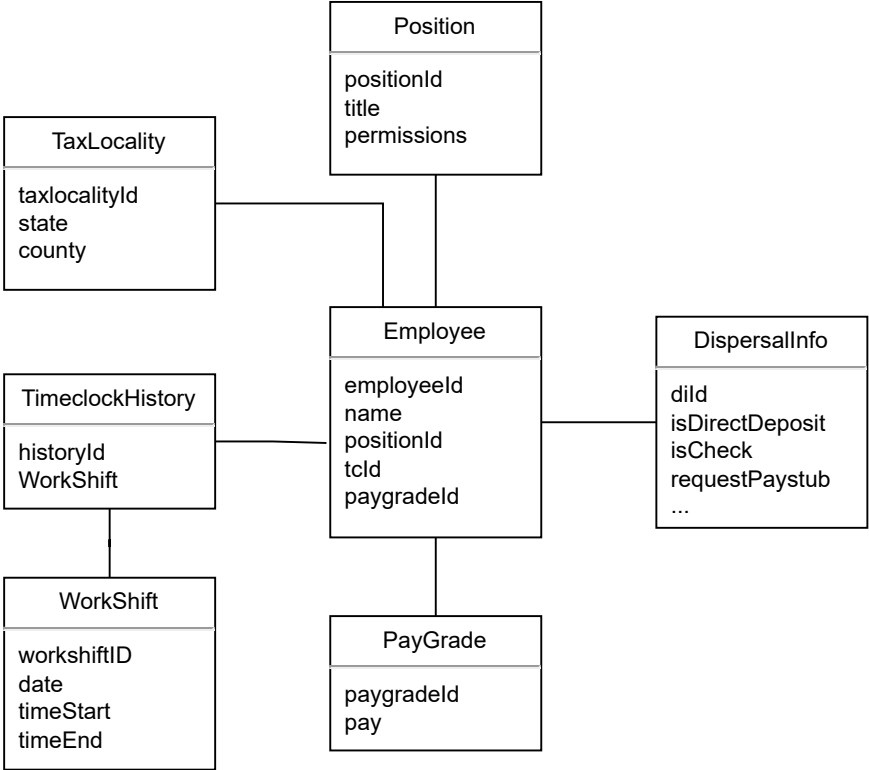 Position
positionId
title
permissions
TaxLocality
taxlocalityId
state
county
Employee
employeeId
name
positionId
tcId
paygradeId
DispersalInfo
diId
isDirectDeposit
isCheck
requestPaystub
...
TimeclockHistory
historyId
WorkShift
WorkShift
workshiftID
date
timeStart
timeEnd
PayGrade
paygradeId
pay